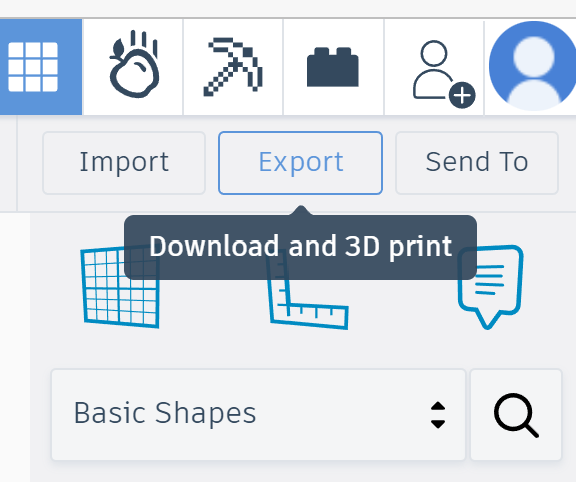 Import
Export
Send To
Download and 3D print
Basic Shapes